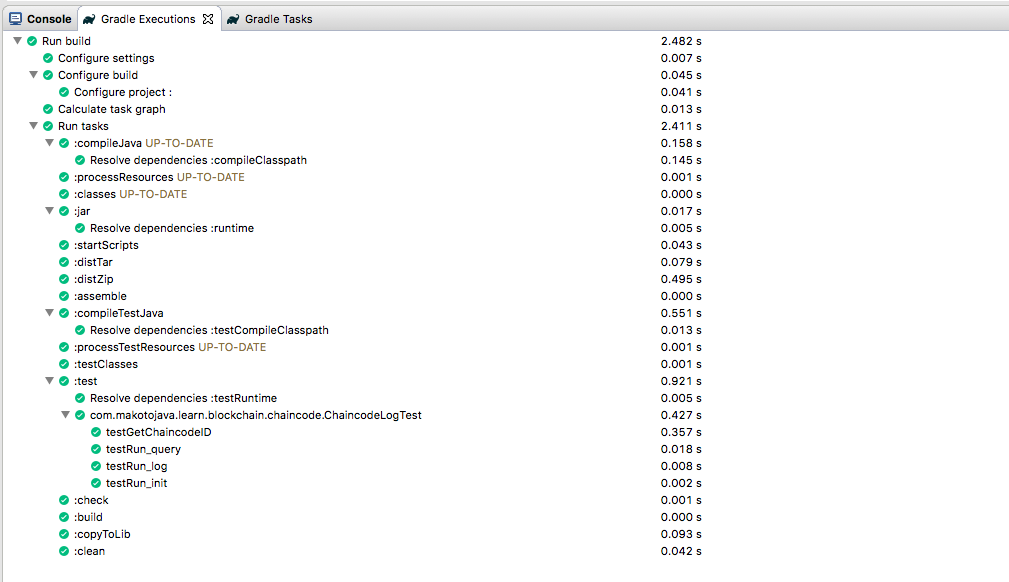 Console Gradle Executions Gradle Tasks
Run build 2.482 s
Configure settings 0.007 s
Configure build 0.045 s
Configure project : 0.041 s
Calculate task graph 0.013 s
Run tasks 2.411 s
:compileJava UP-TO-DATE 0.158 s
Resolve dependencies :compileClasspath 0.145 s
:processResources UP-TO-DATE 0.001 s
:classes UP-TO-DATE 0.000 s
:jar 0.017 s
Resolve dependencies :runtime 0.005 s
:startScripts 0.043 s
:distTar 0.079 s
:distZip 0.495 s
:assemble 0.000 s
:compileTestJava 0.551 s
Resolve dependencies :testCompileClasspath 0.013 s
:processTestResources UP-TO-DATE 0.001 s
:testClasses 0.001 s
:test 0.921 s
Resolve dependencies :testRuntime 0.005 s
com.makotojava.learn.blockchain.chaincode.ChaincodeLogTest 0.427 s
testGetChaincodeID 0.357 s
testRun_query 0.018 s
testRun_log 0.008 s
testRun_init 0.002 s
:check 0.001 s
:build 0.000 s
:copyToLib 0.093 s
:clean 0.042 s